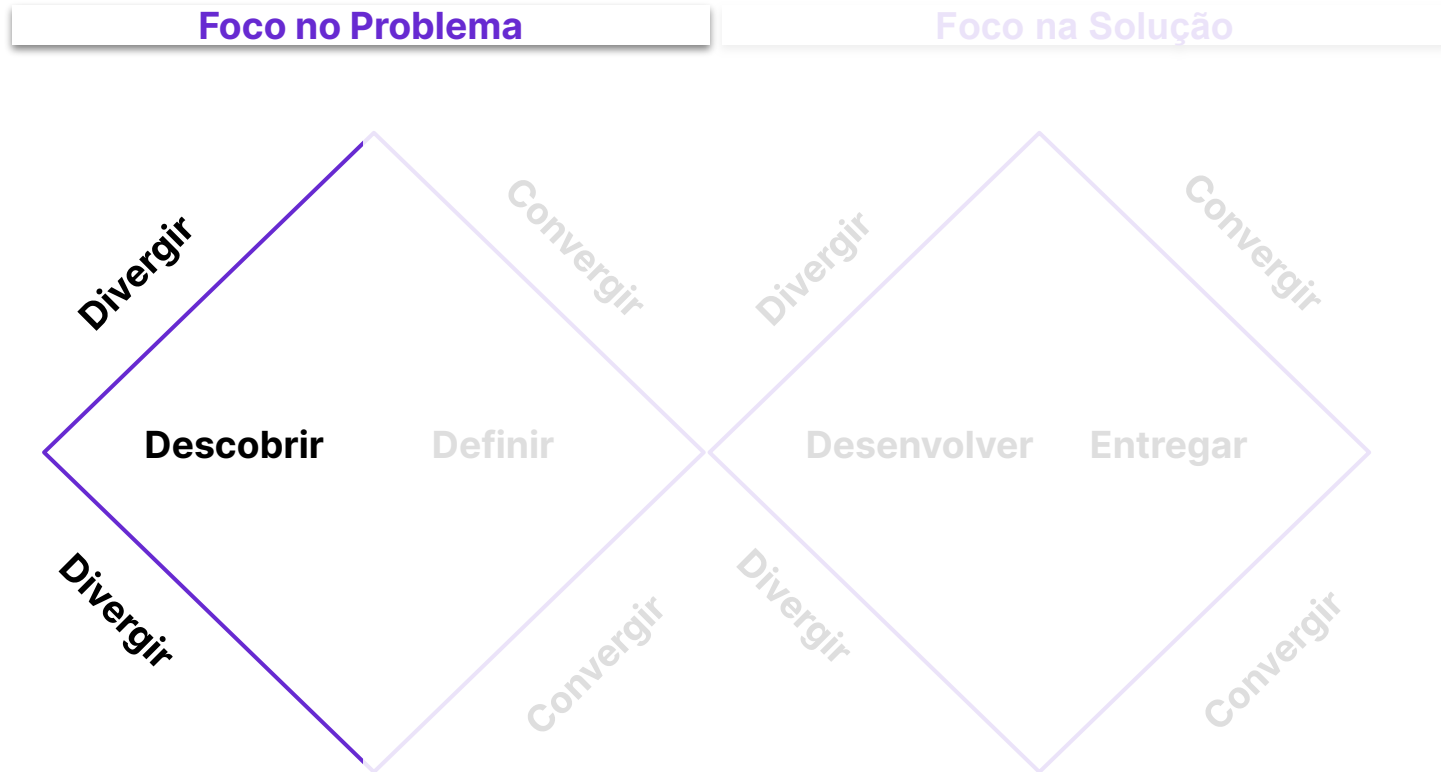 Foco no Problema
Foco na Solução
Divergir
Convergir
Divergir
Convergir
Descobrir
Definir
Desenvolver
Entregar
Divergir
Convergir
Divergir
Convergir